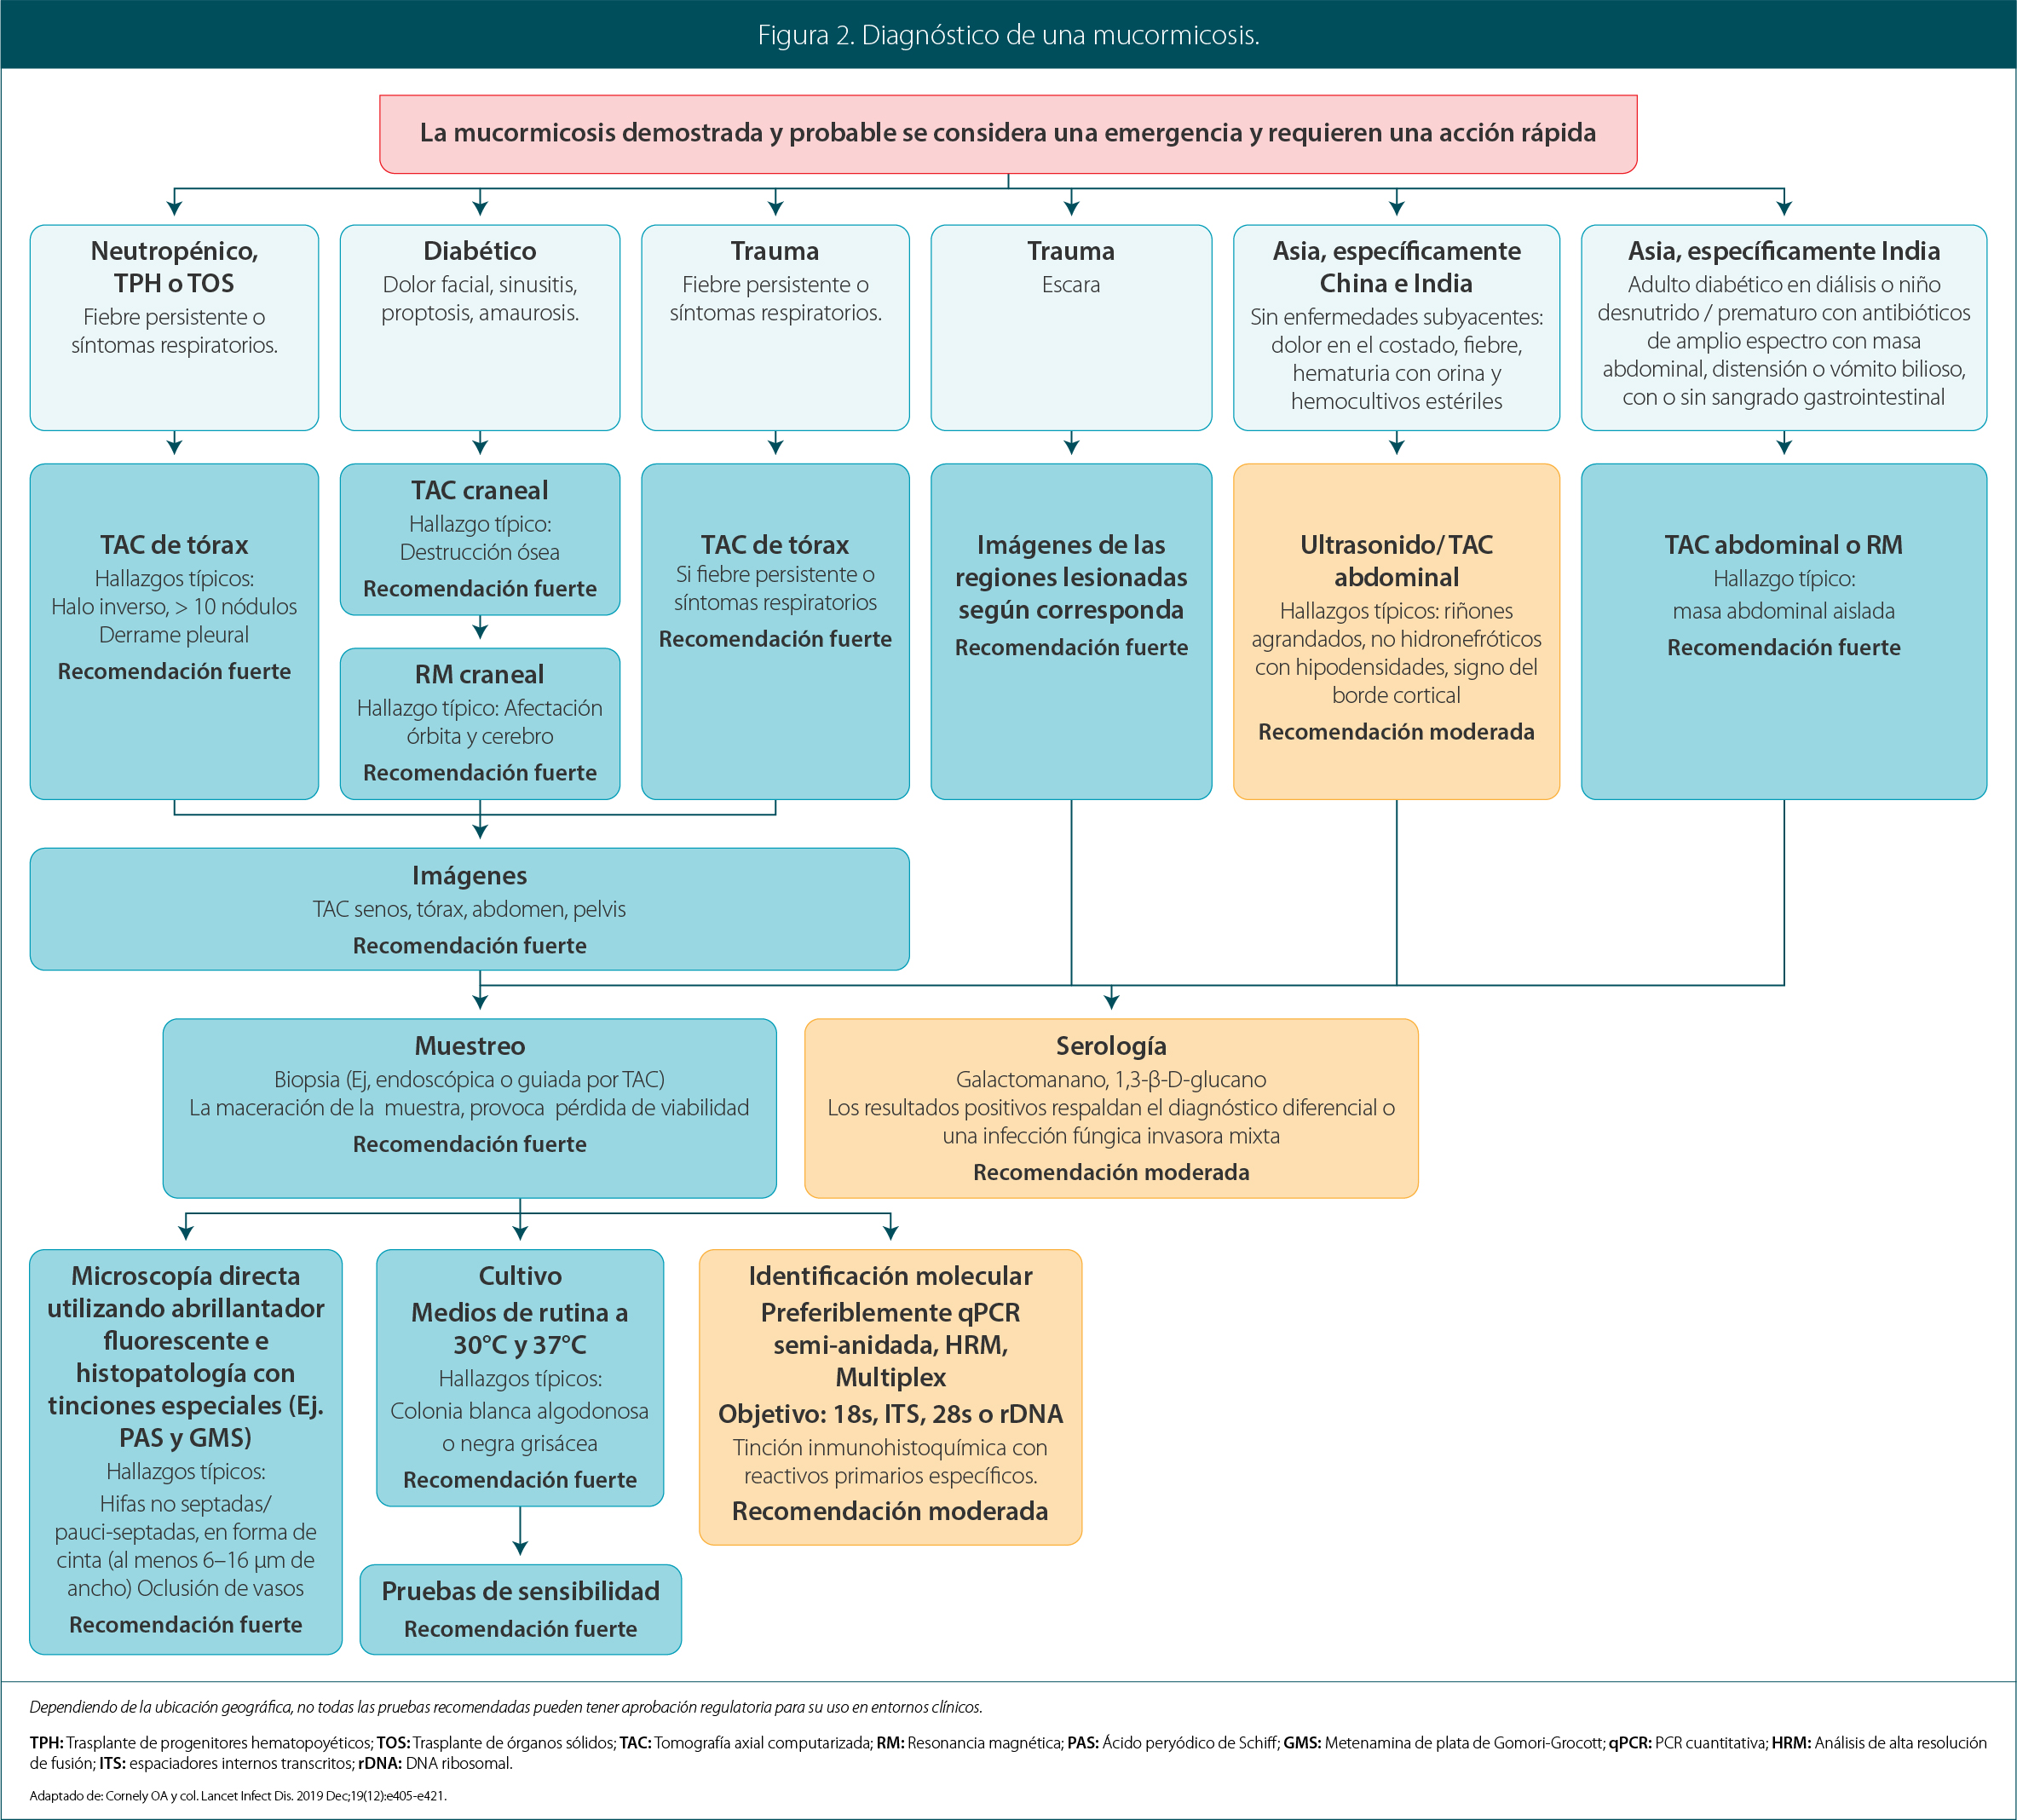 Figura 2. Diagnóstico de una mucormicosis.
La mucormicosis demostrada y probable se considera una emergencia y requieren una acción rápida
Neutropénico,
TPH o TOS
Fiebre persistente o
síntomas respiratorios.
Diabético
Dolor facial, sinusitis,
proptosis, amaurosis.
Trauma
Fiebre persistente o
síntomas respiratorios.
Trauma
Escara
Asia, específicamente
China e India
Sin enfermedades subyacentes:
dolor en el costado, fiebre,
hematuria con orina y
hemocultivos estériles
Asia, específicamente India
Adulto diabético en diálisis o niño
desnutrido / prematuro con antibióticos
de amplio espectro con masa
abdominal, distensión o vómito bilioso,
con o sin sangrado gastrointestinal
TAC de tórax
Hallazgos típicos:
Halo inverso, > 10 nódulos
Derrame pleural
Recomendación fuerte
TAC craneal
Hallazgo típico:
Destrucción ósea
Recomendación fuerte
RM craneal
Hallazgo típico: Afectación
órbita y cerebro
Recomendación fuerte
TAC de tórax
Si fiebre persistente o
síntomas respiratorios
Recomendación fuerte
Imágenes de las
regiones lesionadas
según corresponda
Recomendación fuerte
Ultrasonido/ TAC
abdominal
Hallazgos típicos: riñones
agrandados, no hidronefróticos
con hipodensidades, signo del
borde cortical
Recomendación moderada
TAC abdominal o RM
Hallazgo típico:
masa abdominal aislada
Recomendación fuerte
Imágenes
TAC senos, tórax, abdomen, pelvis
Recomendación fuerte
Muestreo
Biopsia (Ej, endoscópica o guiada por TAC)
La maceración de la muestra, provoca pérdida de viabilidad
Recomendación fuerte
Serología
Galactomanano, 1,3-β-D-glucano
Los resultados positivos respaldan el diagnóstico diferencial o
una infección fúngica invasora mixta
Recomendación moderada
Microscopía directa
utilizando abrillantador
fluorescente e
histopatología con
tinciones especiales (Ej.
PAS y GMS)
Hallazgos típicos:
Hifas no septadas/
pauci-septadas, en forma de
cinta (al menos 6–16 µm de
ancho) Oclusión de vasos
Recomendación fuerte
Cultivo
Medios de rutina a
30°C y 37°C
Hallazgos típicos:
Colonia blanca algodonosa
o negra grisácea
Recomendación fuerte
Pruebas de sensibilidad
Recomendación fuerte
Identificación molecular
Preferiblemente qPCR
semi-anidada, HRM,
Multiplex
Objetivo: 18s, ITS, 28s o rDNA
Tinción inmunohistoquímica con
reactivos primarios específicos.
Recomendación moderada
Dependiendo de la ubicación geográfica, no todas las pruebas recomendadas pueden tener aprobación regulatoria para su uso en entornos clínicos.
TPH: Trasplante de progenitores hematopoyéticos; TOS: Trasplante de órganos sólidos; TAC: Tomografía axial computarizada; RM: Resonancia magnética; PAS: Ácido peryódico de Schiff; GMS: Metenamina de plata de Gomori-Grocott; qPCR: PCR cuantitativa; HRM: Análisis de alta resolución
de fusión; ITS: espaciadores internos transcritos; rDNA: DNA ribosomal.
Adaptado de: Cornely OA y col. Lancet Infect Dis. 2019 Dec;19(12):e405-e421.